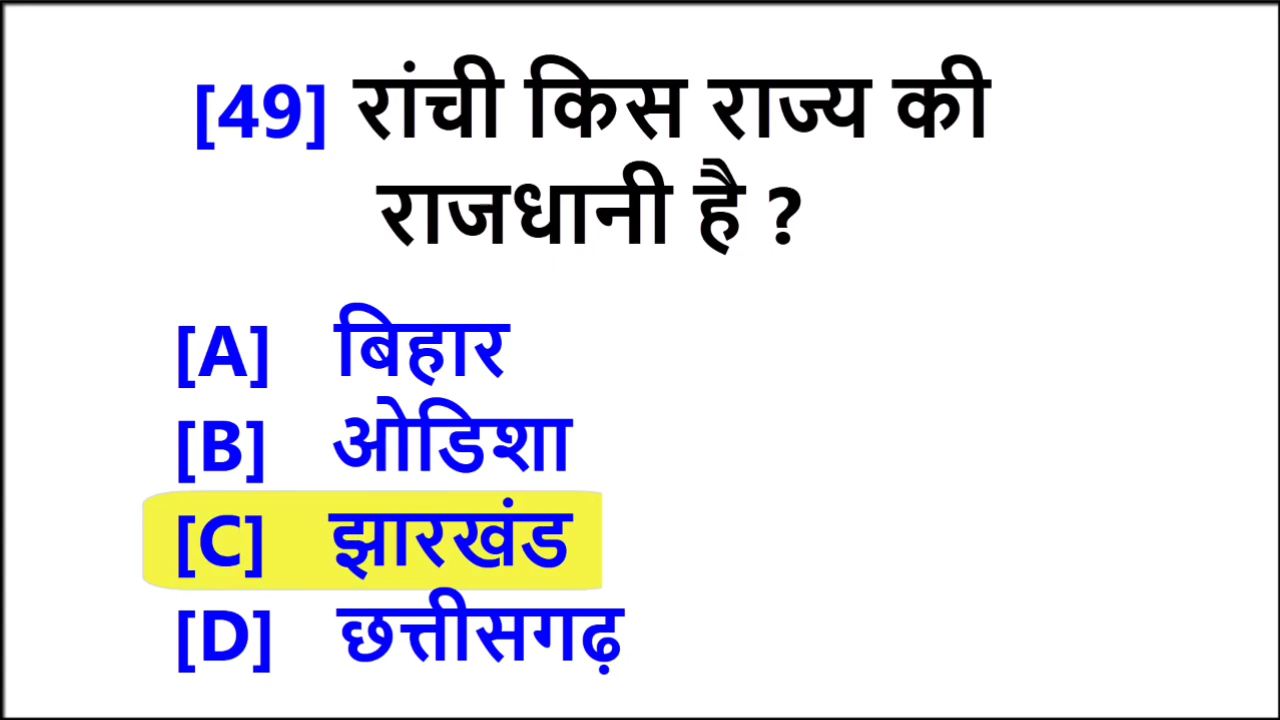 [49] रांची किस राज्य की
राजधानी है ?
[A] बिहार
[B] ओडिशा
[C] झारखंड
[D] छत्तीसगढ़